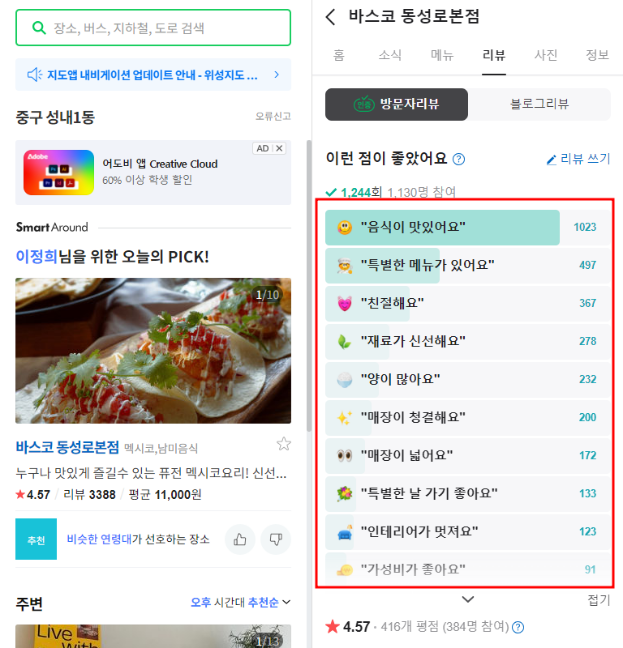 장소, 버스, 지하철, 도로 검색
지도앱 내비게이션 업데이트 안내 - 위성지도 ...
중구 성내1동
오류신고
Adobe
어도비 앱 Creative Cloud
60% 이상 학생 할인
AD
SmartAround
이정희님을 위한 오늘의 PICK!
1/10
바스코 동성로본점 멕시코,남미음식
누구나 맛있게 즐길수 있는 퓨전 멕시코요리! 신선...
★4.57 / 리뷰 3388 / 평균 11,000원
추천
비슷한 연령대가 선호하는 장소
주변
오후 시간대 추천순
Live
With
1/13
바스코 동성로본점
홈 소식 메뉴 리뷰 사진 정보
방문자리뷰
블로그리뷰
이런 점이 좋았어요
리뷰 쓰기
1,244회 1,130명 참여
"음식이 맛있어요" 1023
"특별한 메뉴가 있어요" 497
"친절해요" 367
"재료가 신선해요" 278
"양이 많아요" 232
"매장이 청결해요" 200
"매장이 넓어요" 172
"특별한 날 가기 좋아요" 133
"인테리어가 멋져요" 123
"가성비가 좋아요" 91
접기
★ 4.57 · 416개 평점 (384명 참여)